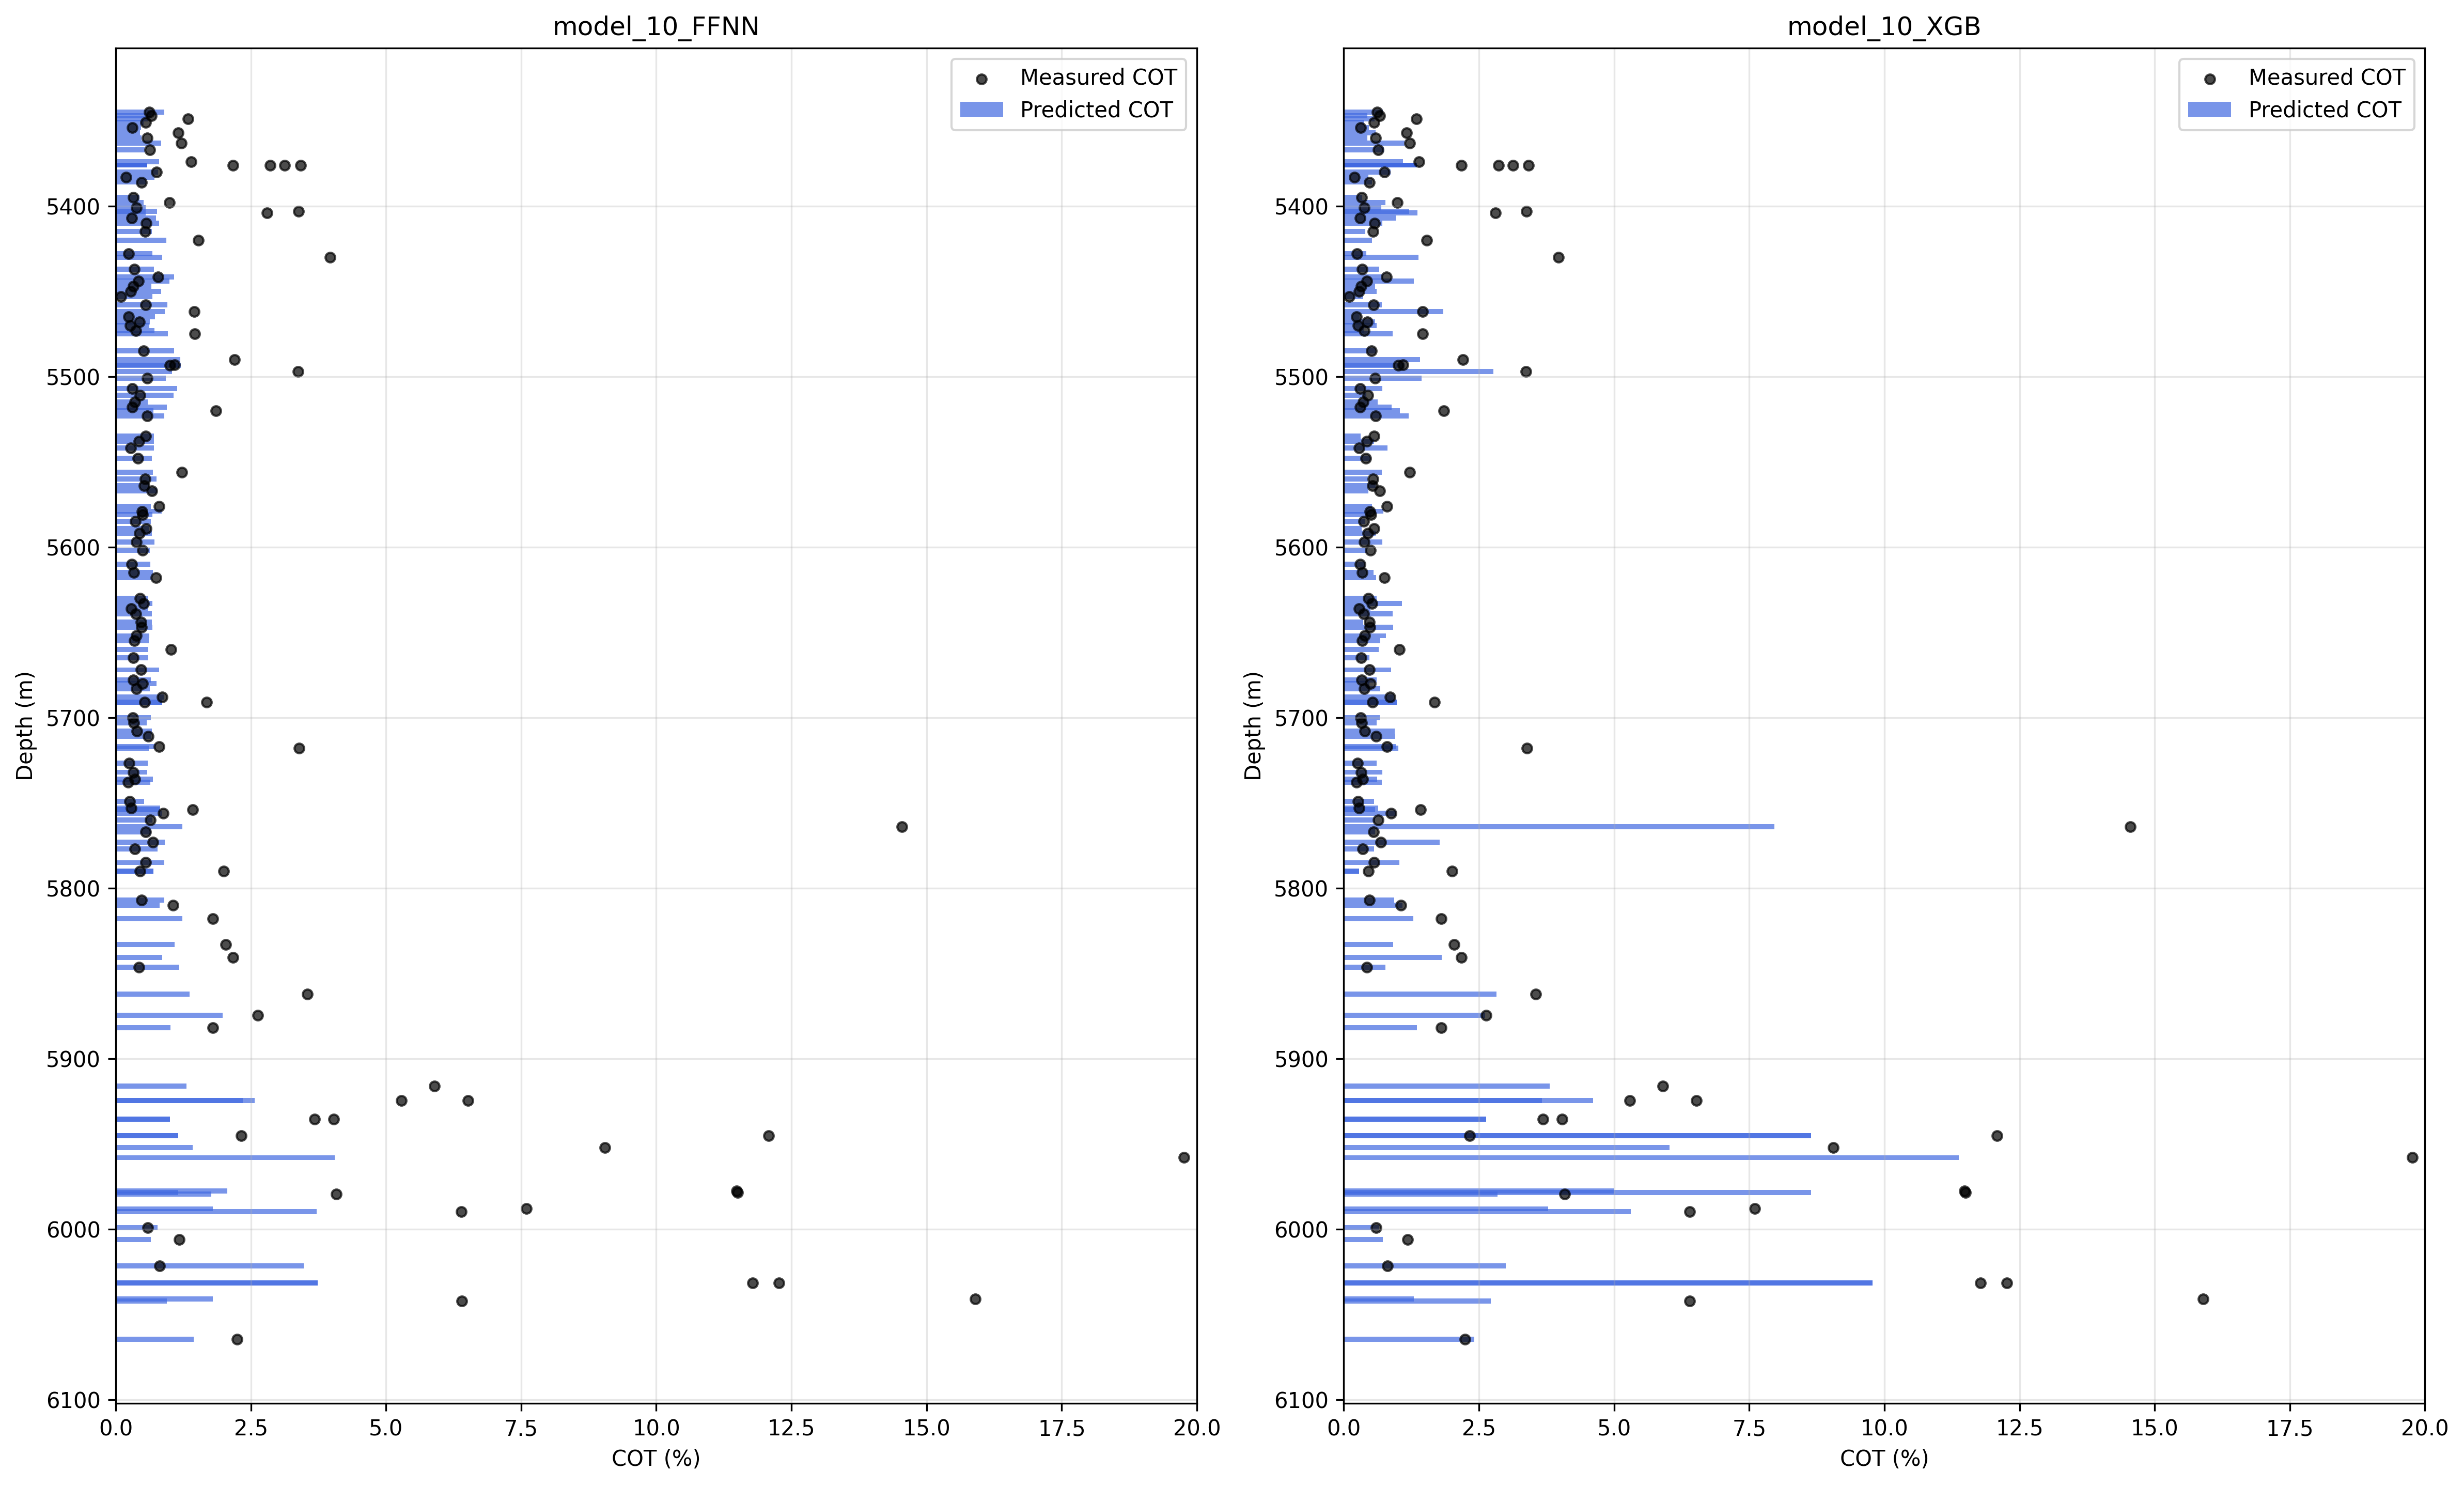 model_10_FFNN
Measured COT
Predicted COT
5400
5500
5600
5700
5800
5900
6000
6100
Depth (m)
0.0 2.5 5.0 7.5 10.0 12.5 15.0 17.5 20.0
COT (%)
model_10_XGB
Measured COT
Predicted COT
5400
5500
5600
5700
5800
5900
6000
6100
Depth (m)
0.0 2.5 5.0 7.5 10.0 12.5 15.0 17.5 20.0
COT (%)